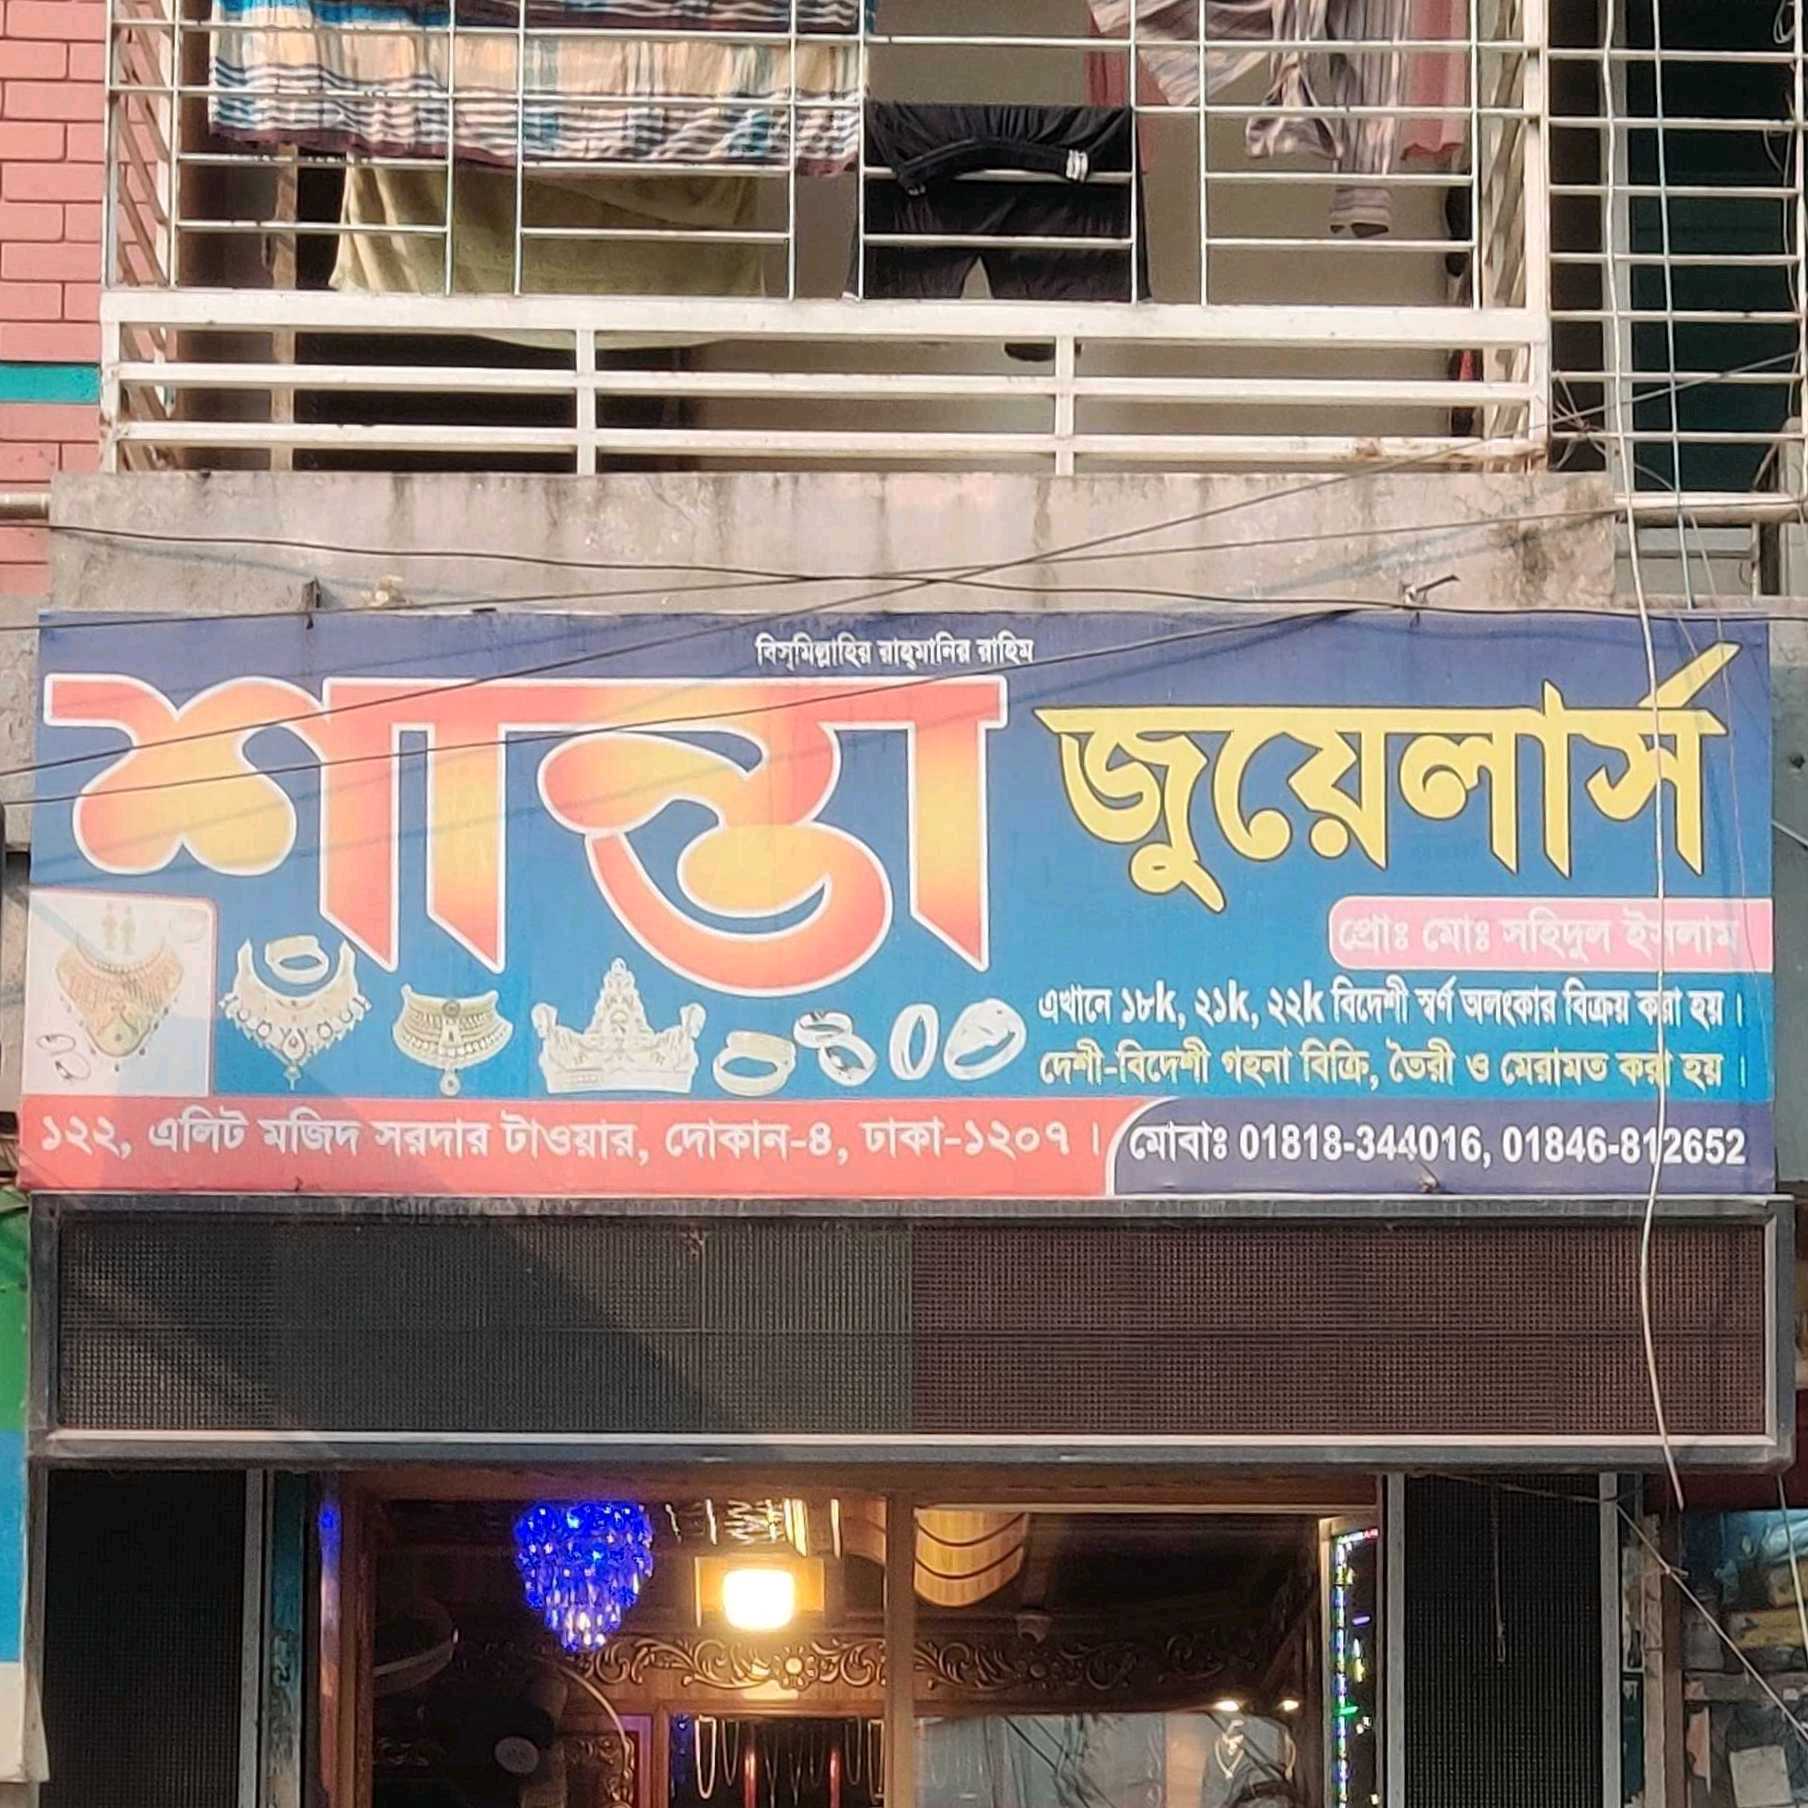 বিস্‌মিল্লাহির রাহ্‌মানির রাহিম
শান্তা জুয়েলার্স
প্রোঃ মোঃ সহিদুল ইসলাম
এখানে ১৮k, ২১k, ২২k বিদেশী স্বর্ণ অলংকার বিক্রয় করা হয়।
দেশী-বিদেশী গহনা বিক্রি, তৈরী ও মেরামত করা হয়।
১২২, এলিট মজিদ সরদার টাওয়ার, দোকান-৪, ঢাকা-১২০৭।
মোবাঃ 01818-344016, 01846-812652